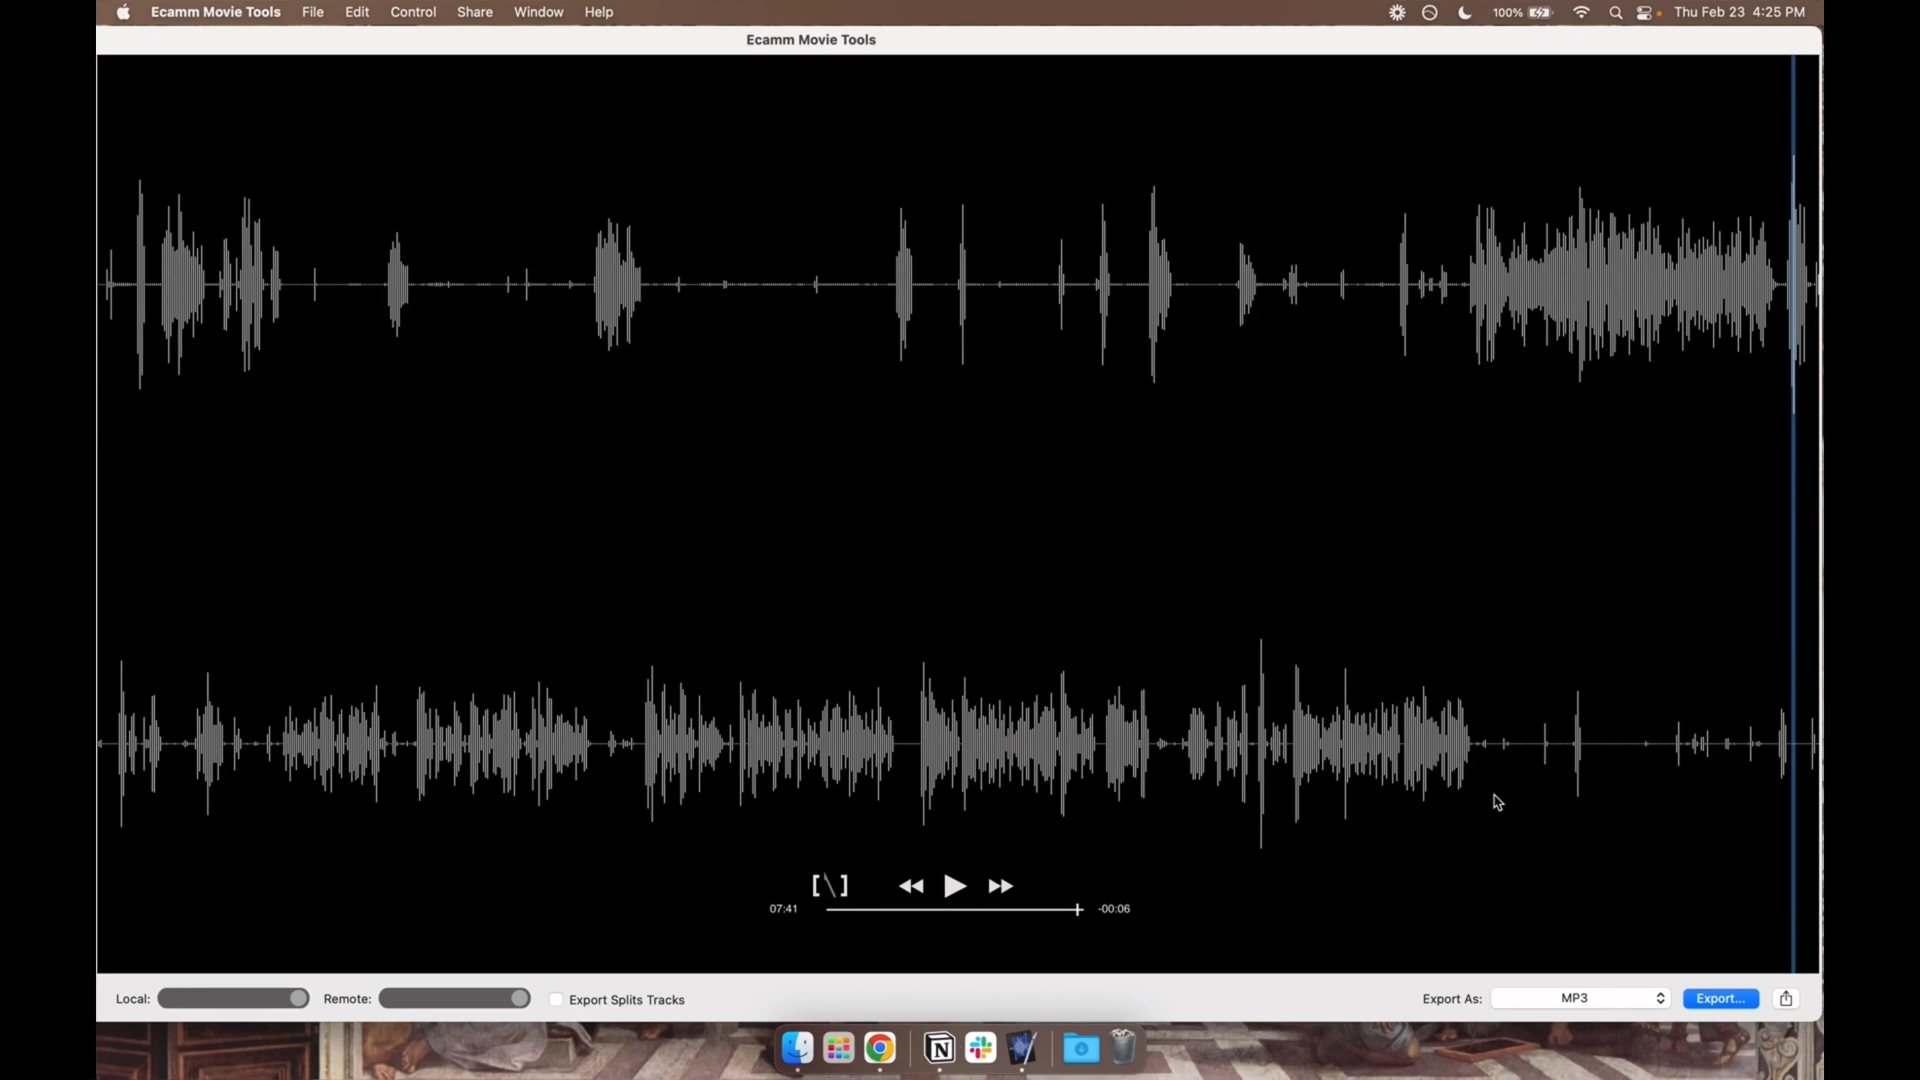 Ecamm Movie Tools File Edit Control Share Window Help 100% Thu Feb 23 4:25 PM
Ecamm Movie Tools
07:41 -00:06
Local: Remote: Export Splits Tracks Export As: MP3 Export...